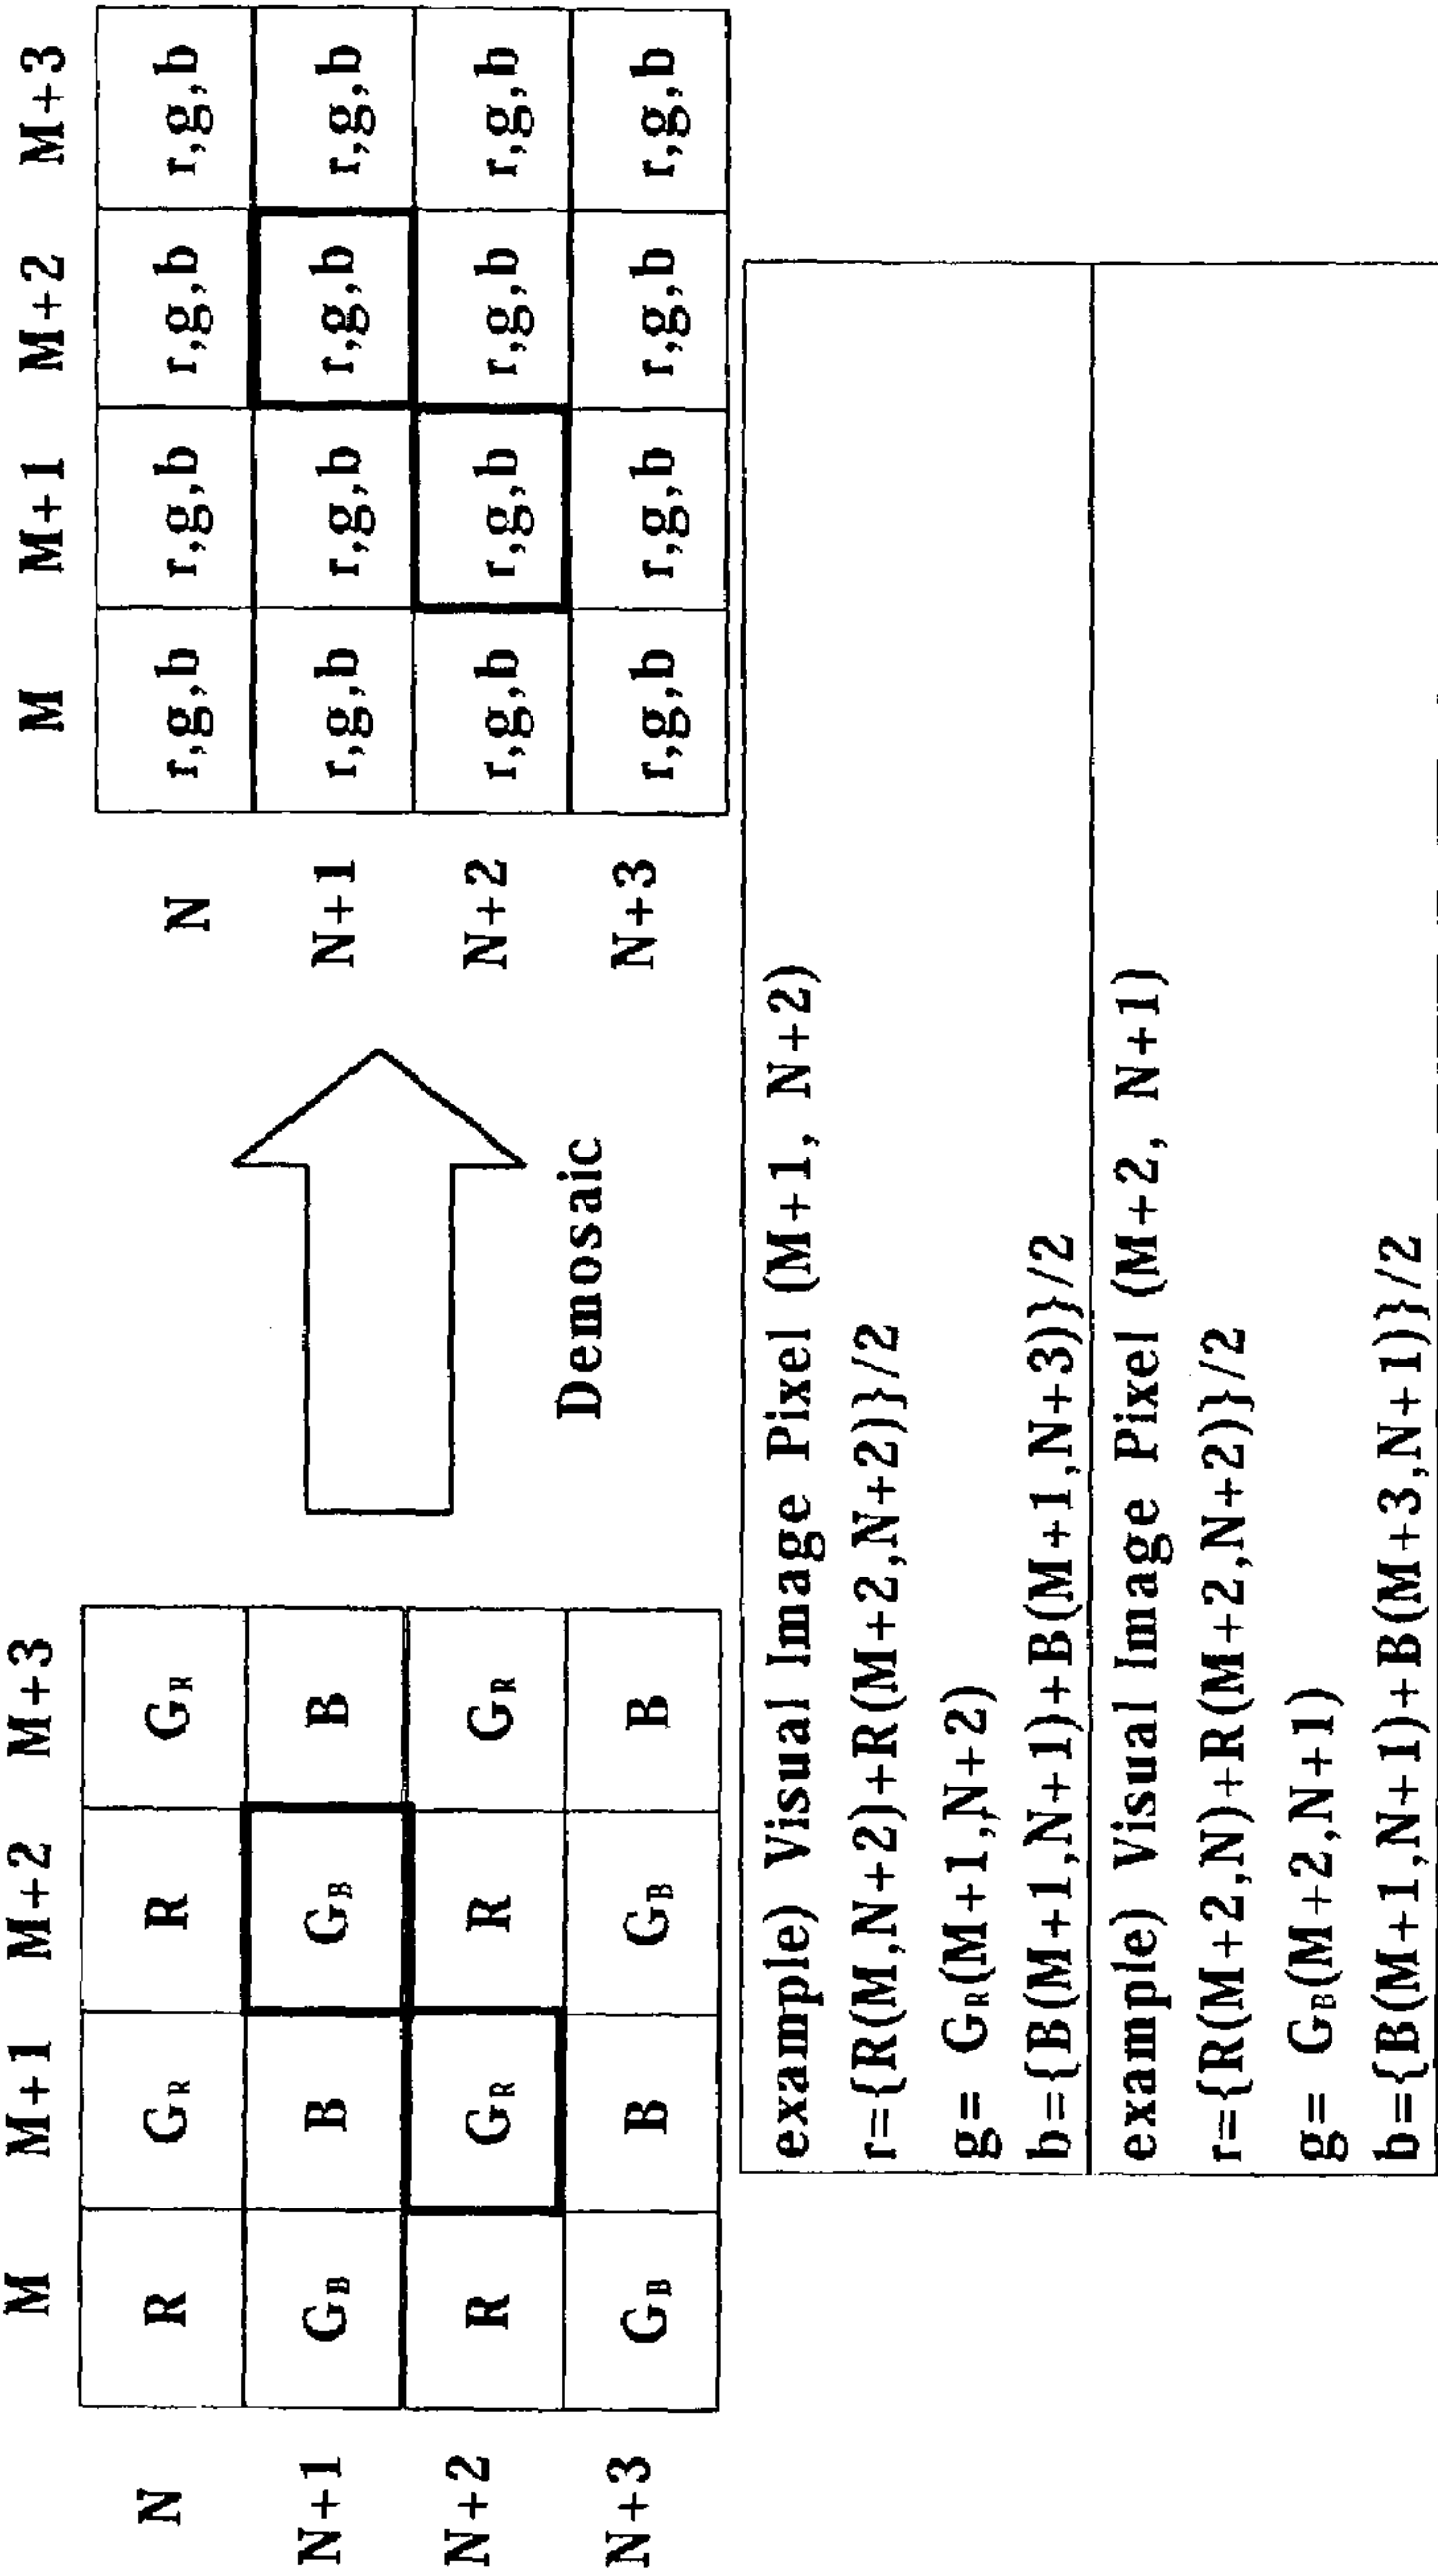 M M+1 M+2 M+3
N R G_R R G_R
N+1 G_B B G_B B
N+2 R G_R R G_R
N+3 G_B B G_B B
Demosaic
M M+1 M+2 M+3
N r,g,b r,g,b r,g,b r,g,b
N+1 r,g,b r,g,b r,g,b r,g,b
N+2 r,g,b r,g,b r,g,b r,g,b
N+3 r,g,b r,g,b r,g,b r,g,b
example) Visual Image Pixel (M+1, N+2)
r={R(M,N+2)+R(M+2,N+2)}/2
g= G_R(M+1,N+2)
b={B(M+1,N+1)+B(M+1,N+3)}/2
example) Visual Image Pixel (M+2, N+1)
r={R(M+2,N)+R(M+2,N+2)}/2
g= G_B(M+2,N+1)
b={B(M+1,N+1)+B(M+3,N+1)}/2